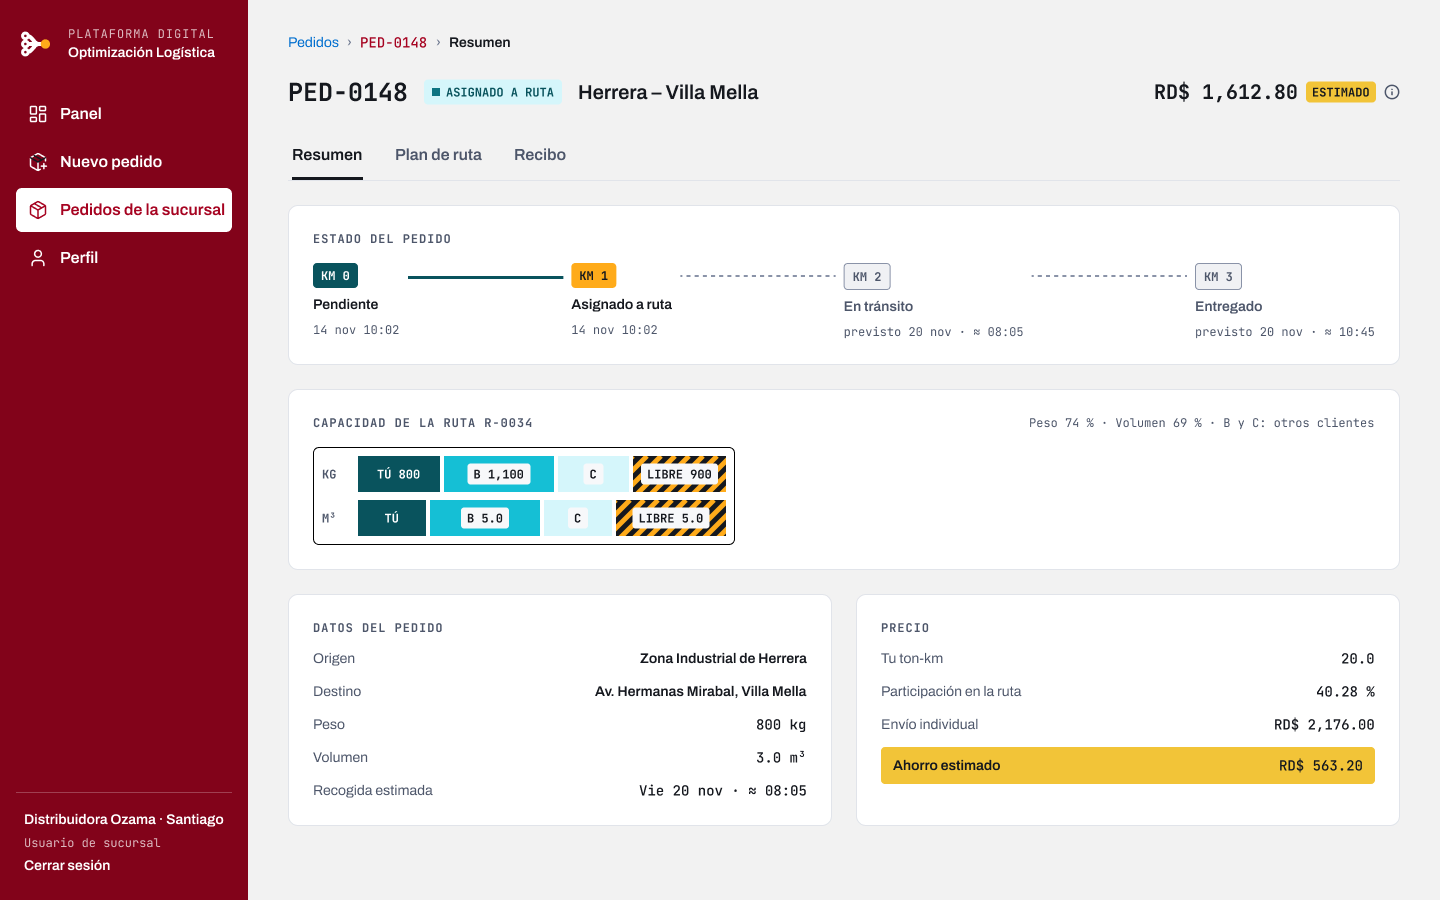 PLATAFORMA DIGITAL
Optimización Logística
Panel
Nuevo pedido
Pedidos de la sucursal
Perfil
Distribuidora Ozama · Santiago
Usuario de sucursal
Cerrar sesión
Pedidos › PED-0148 › Resumen
PED-0148 ASIGNADO A RUTA Herrera – Villa Mella RD$ 1,612.80 ESTIMADO
Resumen Plan de ruta Recibo
ESTADO DEL PEDIDO
KM 0 KM 1 KM 2 KM 3
Pendiente Asignado a ruta En tránsito Entregado
14 nov 10:02 14 nov 10:02 previsto 20 nov · ≈ 08:05 previsto 20 nov · ≈ 10:45
CAPACIDAD DE LA RUTA R-0034 Peso 74 % · Volumen 69 % · B y C: otros clientes
KG TÚ 800 B 1,100 C LIBRE 900
M³ TÚ B 5.0 C LIBRE 5.0
DATOS DEL PEDIDO
Origen Zona Industrial de Herrera
Destino Av. Hermanas Mirabal, Villa Mella
Peso 800 kg
Volumen 3.0 m³
Recogida estimada Vie 20 nov · ≈ 08:05
PRECIO
Tu ton-km 20.0
Participación en la ruta 40.28 %
Envío individual RD$ 2,176.00
Ahorro estimado RD$ 563.20